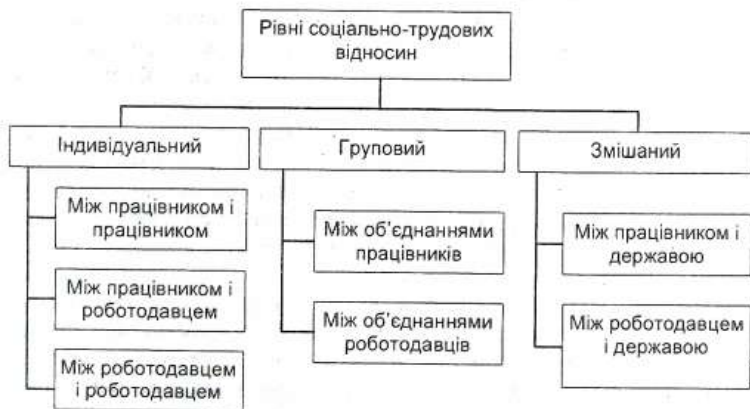 Рівні соціально-трудових
відносин
Індивідуальний
Груповий
Змішаний
Між працівником і
працівником
Між працівником і
роботодавцем
Між роботодавцем
і роботодавцем
Між об’єднаннями
працівників
Між об’єднаннями
роботодавців
Між працівником і
державою
Між роботодавцем
і державою